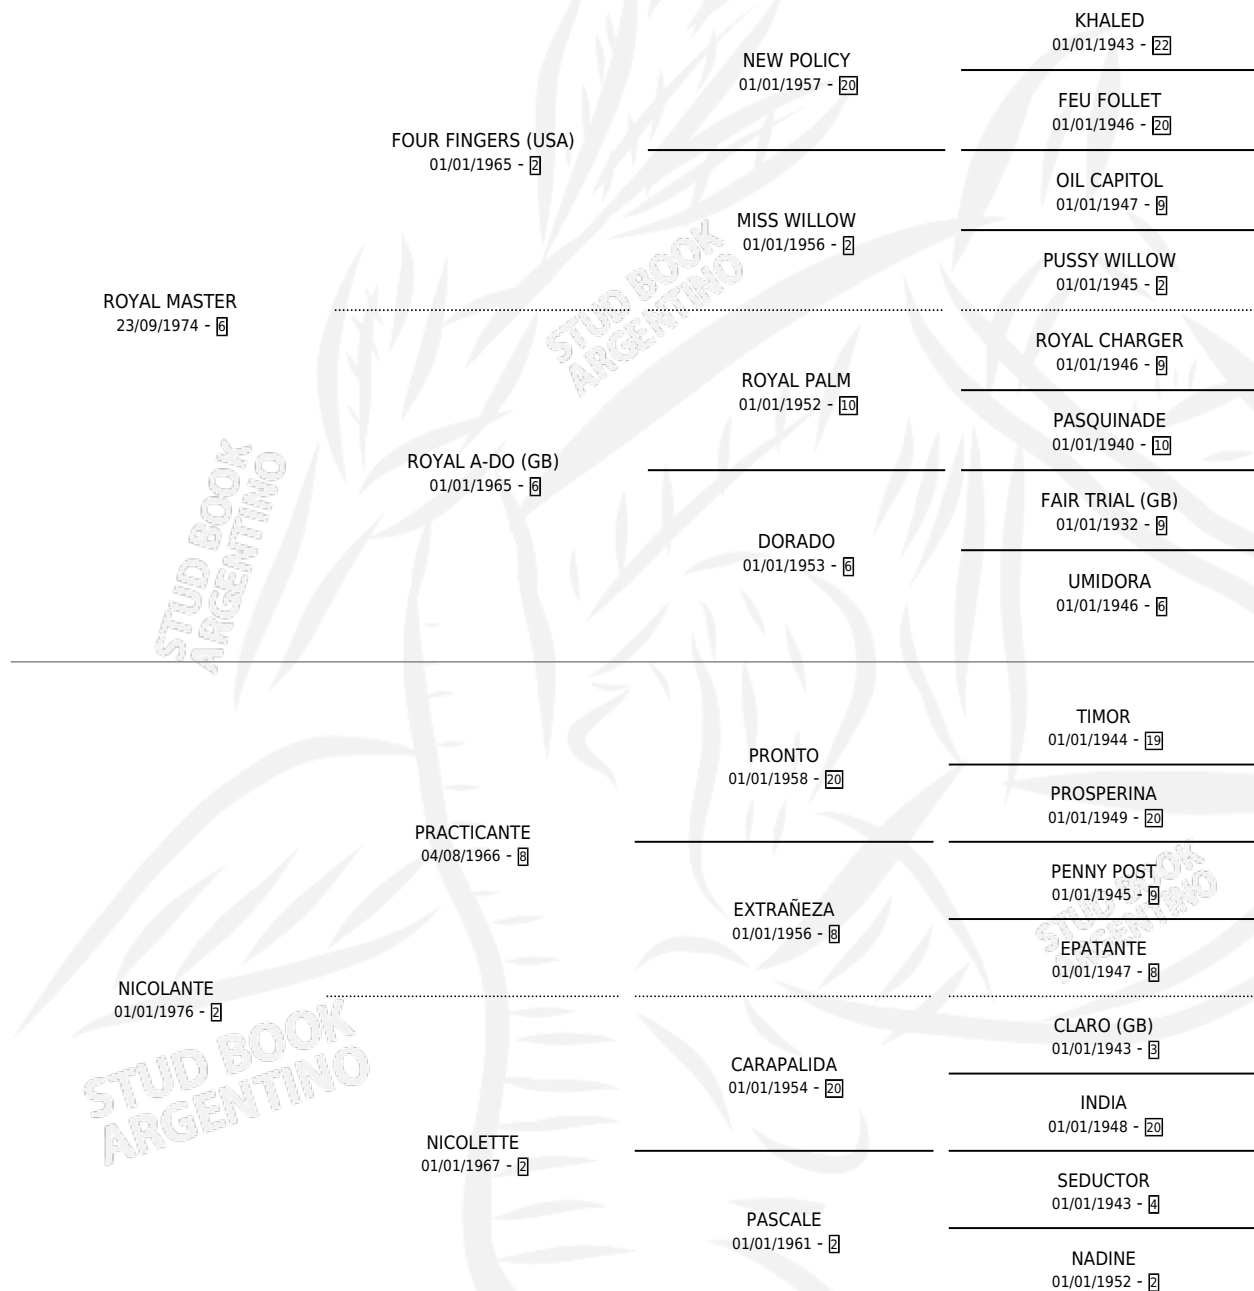 KHALED
01/01/1943 - 22
NEW POLICY
01/01/1957 - 20
FEU FOLLET
01/01/1946 - 20
FOUR FINGERS (USA)
01/01/1965 - 2
OIL CAPITOL
01/01/1947 - 9
MISS WILLOW
01/01/1956 - 2
PUSSY WILLOW
01/01/1945 - 2
ROYAL MASTER
23/09/1974 - 6
ROYAL CHARGER
01/01/1946 - 9
ROYAL PALM
01/01/1952 - 10
PASQUINADE
01/01/1940 - 10
ROYAL A-DO (GB)
01/01/1965 - 6
FAIR TRIAL (GB)
01/01/1932 - 9
DORADO
01/01/1953 - 6
UMIDORA
01/01/1946 - 6
TIMOR
01/01/1944 - 19
PRONTO
01/01/1958 - 20
PROSPERINA
01/01/1949 - 20
PRACTICANTE
04/08/1966 - 8
PENNY POST
01/01/1945 - 9
EXTRAÑEZA
01/01/1956 - 8
EPATANTE
01/01/1947 - 8
NICOLANTE
01/01/1976 - 2
CLARO (GB)
01/01/1943 - 3
CARAPALIDA
01/01/1954 - 20
INDIA
01/01/1948 - 20
NICOLETTE
01/01/1967 - 2
SEDUCTOR
01/01/1943 - 4
PASCALE
01/01/1961 - 2
NADINE
01/01/1952 - 2
STUD BOOK
ARGENTINO
STUD BOOK
ARGENTINO
STUD BOOK
ARGENTINO
STUD BOOK
ARGENTINO